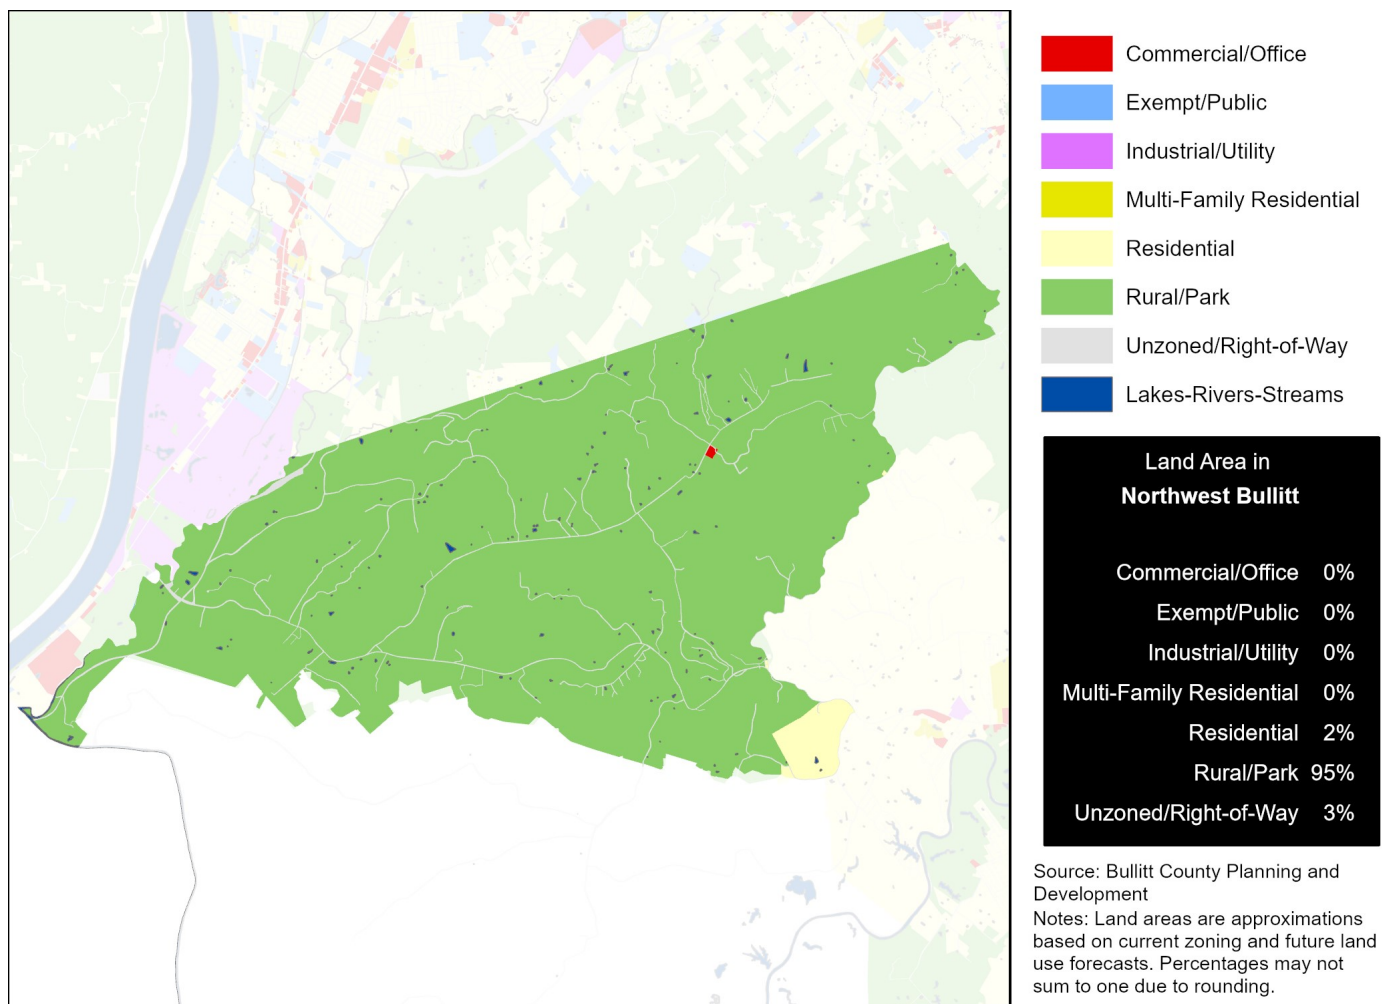 Commercial/Office
Exempt/Public
Industrial/Utility
Multi-Family Residential
Residential
Rural/Park
Unzoned/Right-of-Way
Lakes-Rivers-Streams
Land Area in
Northwest Bullitt
Commercial/Office 0%
Exempt/Public 0%
Industrial/Utility 0%
Multi-Family Residential 0%
Residential 2%
Rural/Park 95%
Unzoned/Right-of-Way 3%
Source: Bullitt County Planning and
Development
Notes: Land areas are approximations
based on current zoning and future land
use forecasts. Percentages may not
sum to one due to rounding.